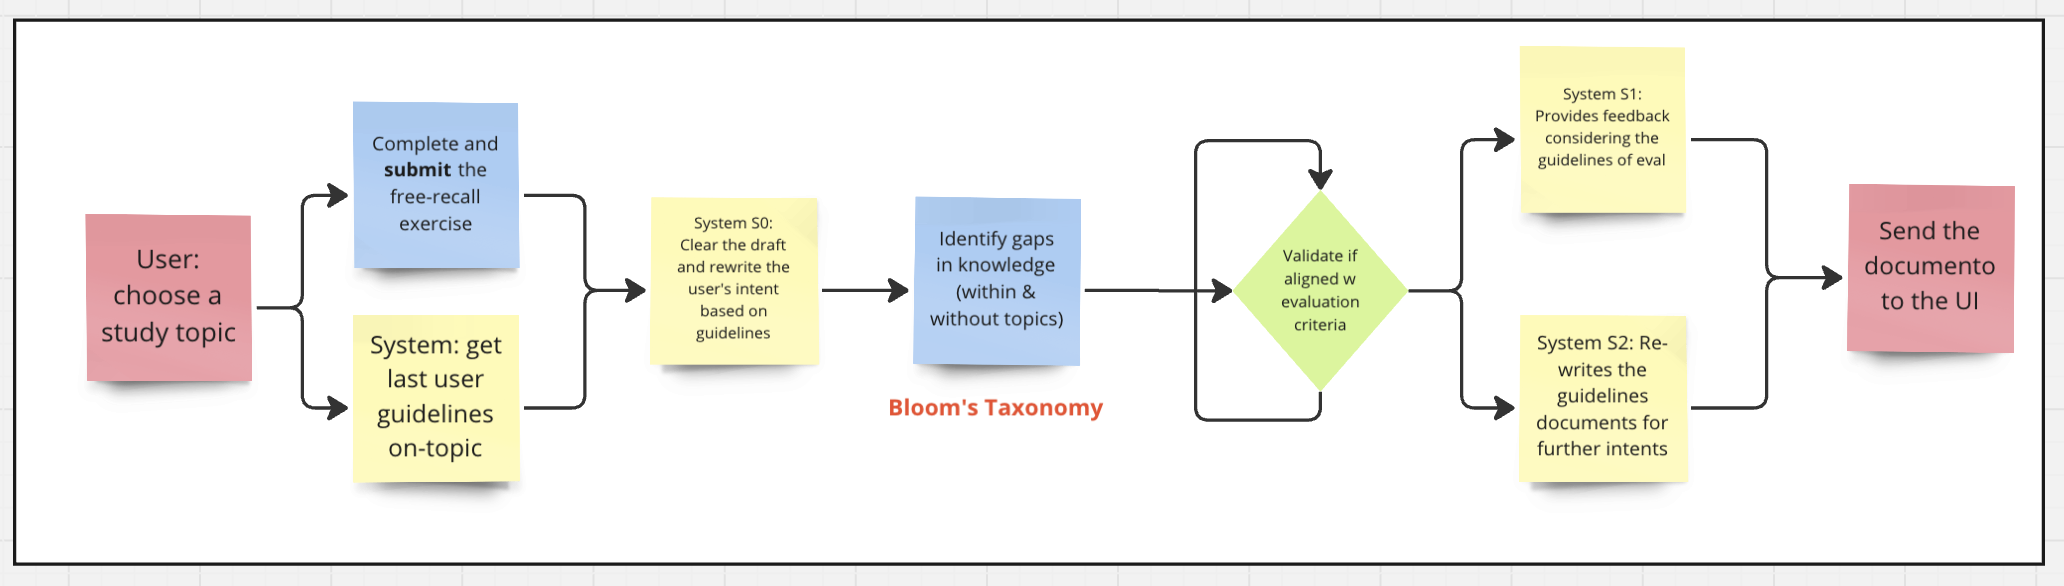 User:
choose a
study topic
Complete and
submit the
free-recall
exercise
System: get
last user
guidelines
on-topic
System S0:
Clear the draft
and rewrite the
user's intent
based on
guidelines
Identify gaps
in knowledge
(within &
without topics)
Bloom's Taxonomy
Validate if
aligned w
evaluation
criteria
System S1:
Provides feedback
considering the
guidelines of eval
System S2: Re-
writes the
guidelines
documents for
further intents
Send the
documento
to the UI